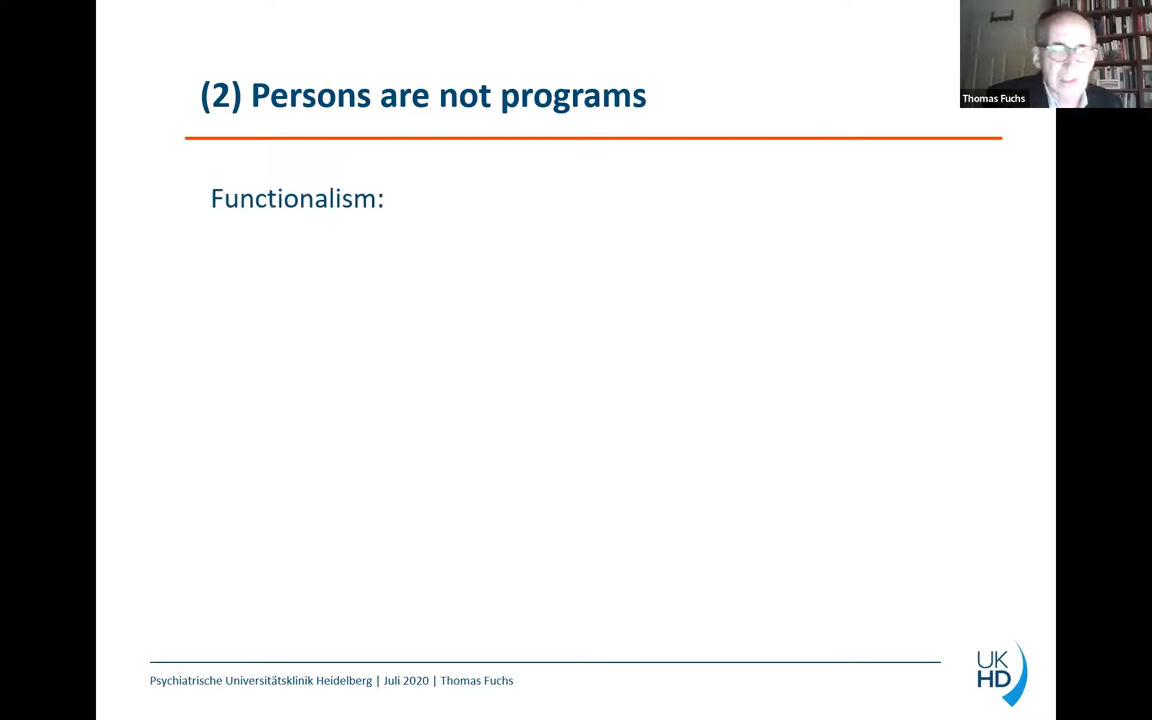 (2) Persons are not programs
Thomas Fuchs
Functionalism:
Psychiatrische Universitätsklinik Heidelberg | Juli 2020 | Thomas Fuchs
UK
HD